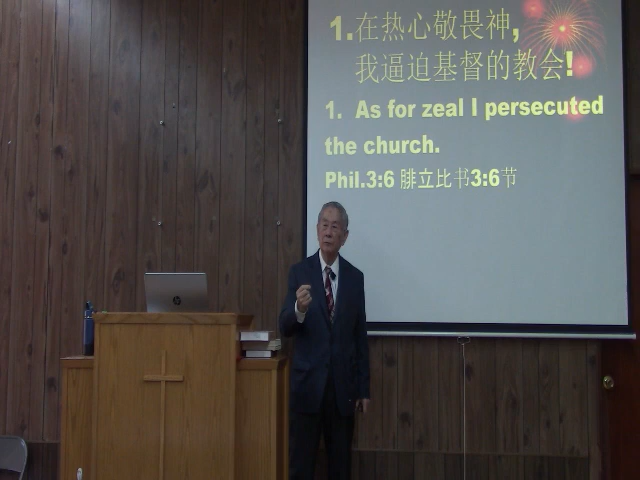 1.在热心敬畏神,
我逼迫基督的教会!
1. As for zeal I persecuted
the church.
Phil.3:6 腓立比书3:6节
hp